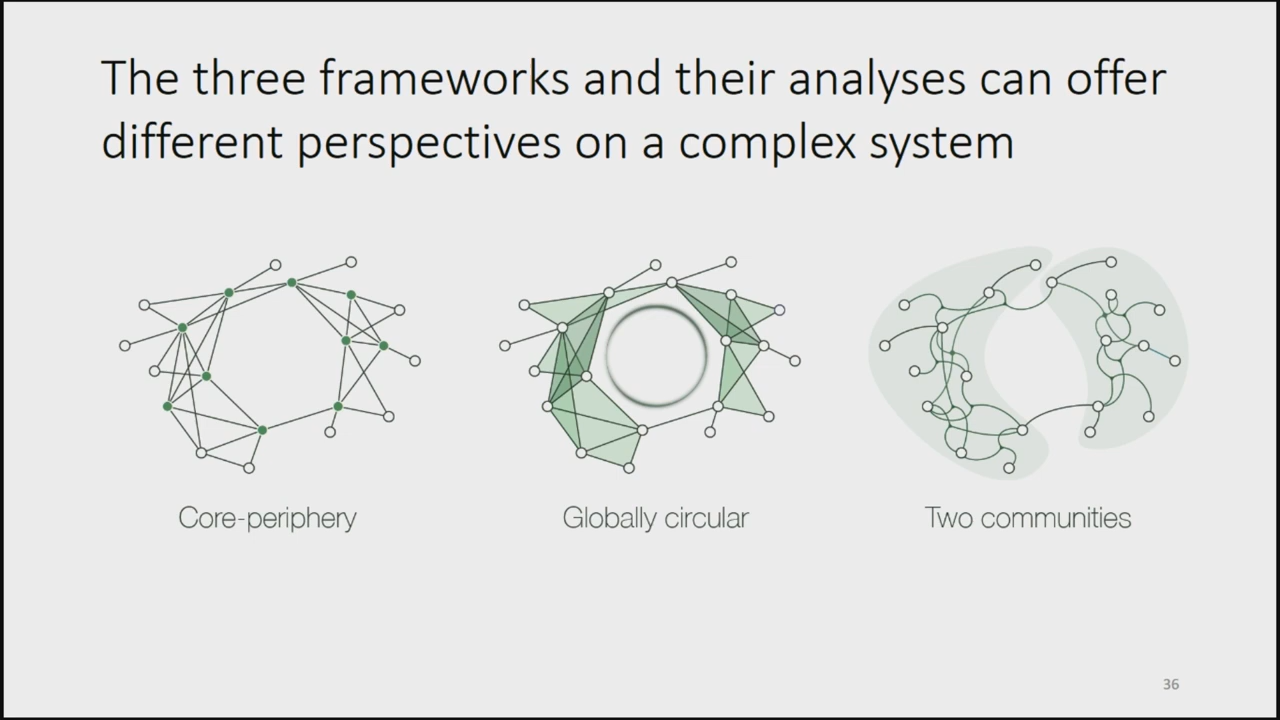 The three frameworks and their analyses can offer
different perspectives on a complex system
Core-periphery
Globally circular
Two communities
36